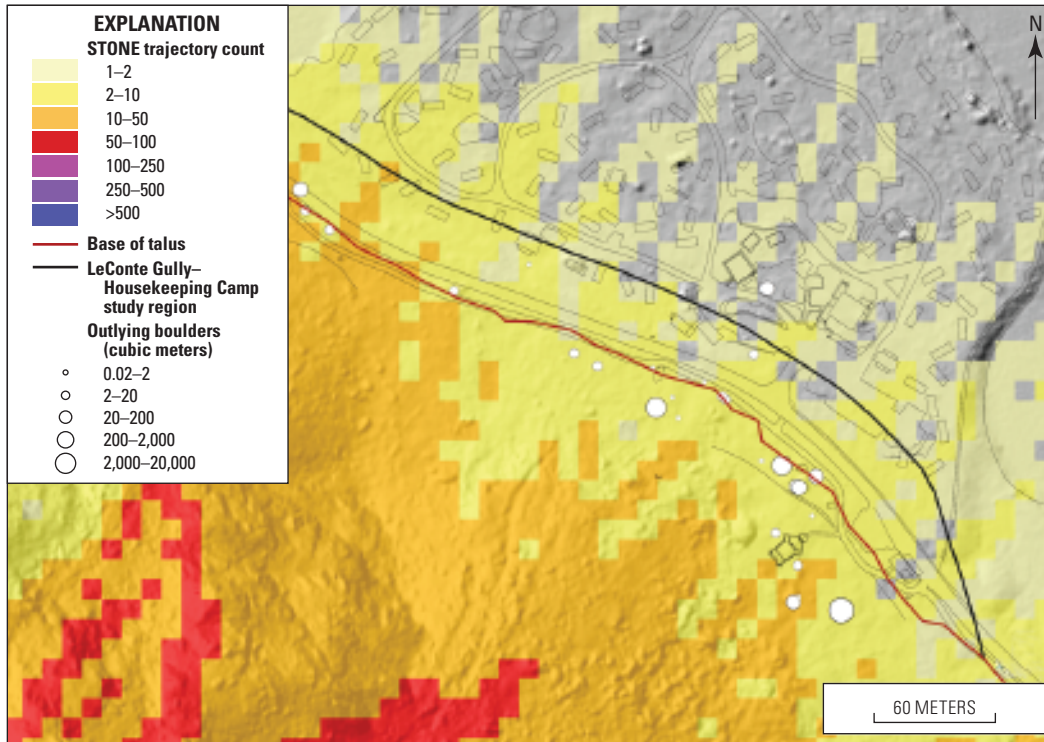 EXPLANATION
STONE trajectory count
1–2
2–10
10–50
50–100
100–250
250–500
>500
Base of talus
LeConte Gully–
Housekeeping Camp
study region
Outlying boulders
(cubic meters)
0.02–2
2–20
20–200
200–2,000
2,000–20,000
N
60 METERS